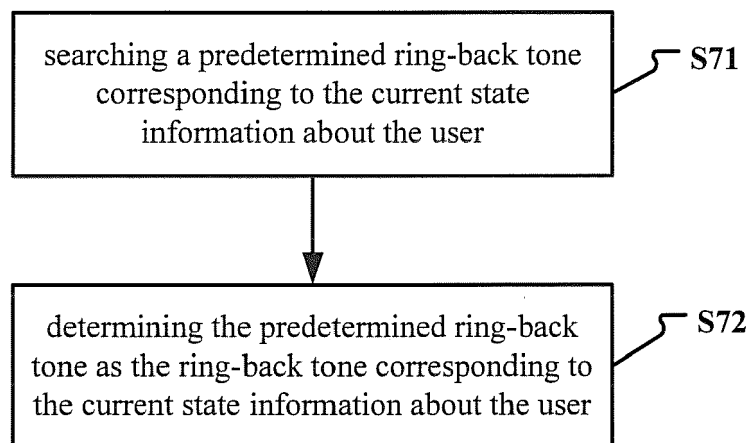 searching a predetermined ring-back tone
corresponding to the current state
information about the user
S71
determining the predetermined ring-back
tone as the ring-back tone corresponding to
the current state information about the user
S72